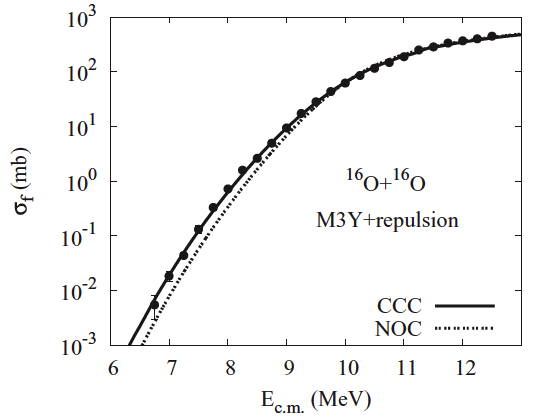 10³
10²
10¹
10⁰
10⁻¹
10⁻²
10⁻³
σf (mb)
¹⁶O+¹⁶O
M3Y+repulsion
CCC
NOC
6 7 8 9 10 11 12
Ec.m. (MeV)